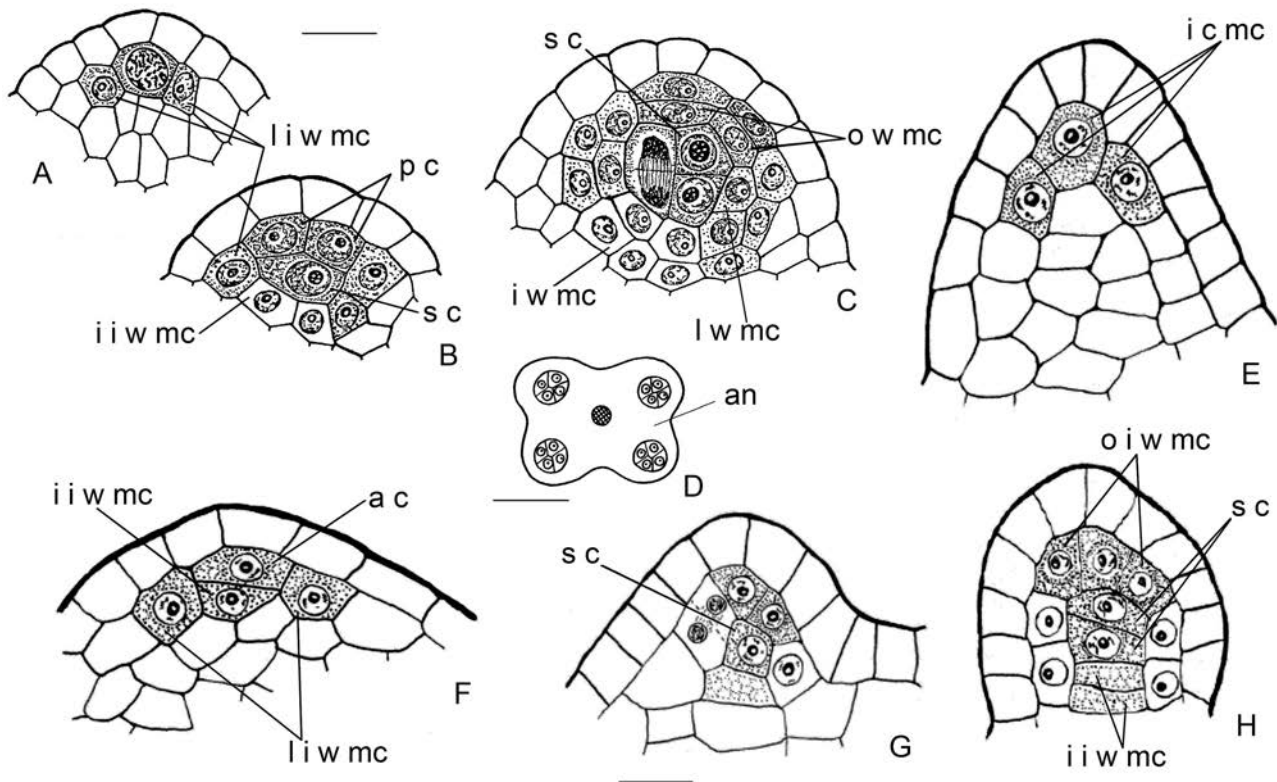 A
l i w mc
B
p c
s c
i i w mc
C
s c
o w mc
i w mc
l w mc
D
an
E
i c mc
F
i i w mc
a c
l i w mc
G
s c
H
o i w mc
s c
i i w mc